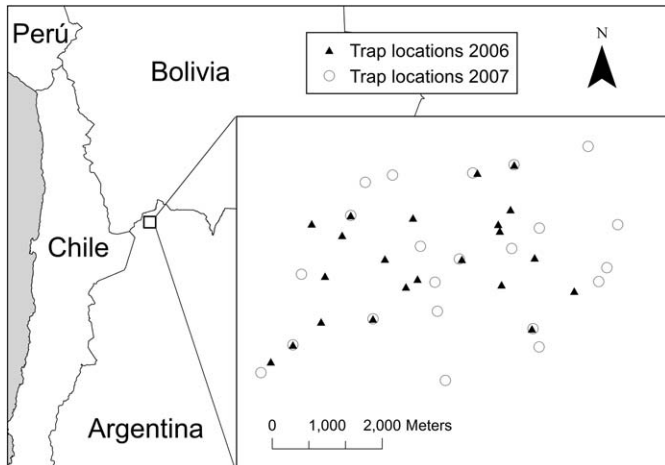 Perú
Bolivia
Trap locations 2006
Trap locations 2007
N
Chile
Argentina
0 1,000 2,000 Meters